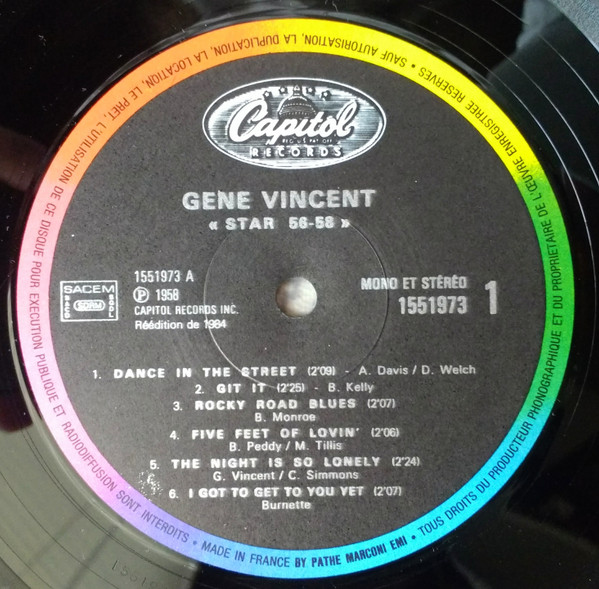 Capitol
REG. U.S. PAT. OFF.
RECORDS
GENE VINCENT
« STAR 56-58 »
1551973 A
℗ 1958
CAPITOL RECORDS INC.
Réédition de 1984
SACEM
SDRM
MONO ET STÉRÉO
1551973
1
1. DANCE IN THE STREET (2'09) - A. Davis / D. Welch
2. GIT IT (2'25) - B. Kelly
3. ROCKY ROAD BLUES (2'07)
B. Monroe
4. FIVE FEET OF LOVIN' (2'06)
B. Peddy / M. Tillis
5. THE NIGHT IS SO LONELY (2'24)
G. Vincent / C. Simmons
6. I GOT TO GET TO YOU YET (2'07)
Burnette
• TOUS DROITS DU PRODUCTEUR PHONOGRAPHIQUE ET DU PROPRIETAIRE DE L'ŒUVRE ENREGISTREE RESERVES • SAUF AUTORISATION, LA DUPLICATION, LA LOCATION, LE PRET, L'UTILISATION DE CE DISQUE POUR EXECUTION PUBLIQUE ET RADIODIFFUSION SONT INTERDITS • MADE IN FRANCE BY PATHE MARCONI EMI